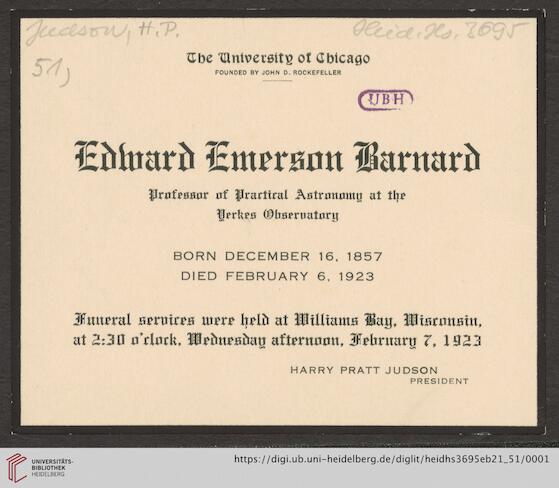 Judson, H.P.
Heid. Hs. 3695
51,
The University of Chicago
FOUNDED BY JOHN D. ROCKEFELLER
UBH
Edward Emerson Barnard
Professor of Practical Astronomy at the
Yerkes Observatory
BORN DECEMBER 16, 1857
DIED FEBRUARY 6, 1923
Funeral services were held at Williams Bay, Wisconsin,
at 2:30 o'clock, Wednesday afternoon, February 7, 1923
HARRY PRATT JUDSON
PRESIDENT
UNIVERSITÄTS-
BIBLIOTHEK
HEIDELBERG
https://digi.ub.uni-heidelberg.de/diglit/heidhs3695eb21_51/0001